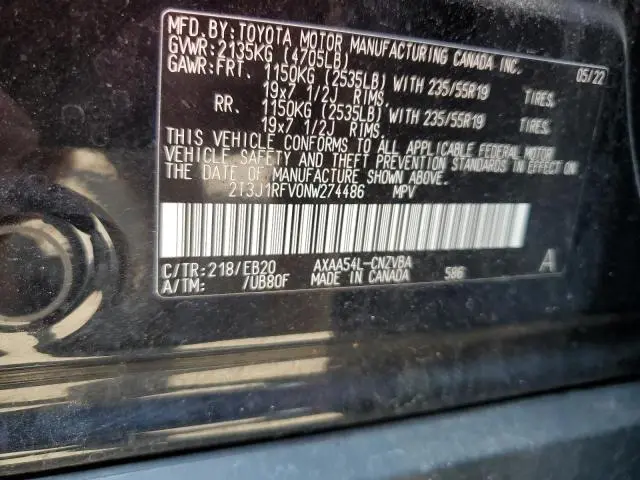 MFD.BY:TOYOTA MOTOR MANUFACTURING CANADA INC.
GVWR:2135KG (4705LB) 05/22
GAWR:FRT. 1150KG (2535LB) WITH 235/55R19 TIRES,
19x7 1/2J RIMS.
RR. 1150KG (2535LB) WITH 235/55R19 TIRES,
19x7 1/2J RIMS.
THIS VEHICLE CONFORMS TO ALL APPLICABLE FEDERAL MOTOR
VEHICLE SAFETY AND THEFT PREVENTION STANDARDS IN EFFECT ON
THE DATE OF MANUFACTURE SHOWN ABOVE.
2T3J1RFV0NW274486 MPV
C/TR:218/EB20 AXAA54L-CNZVBA A
A/TM: /UB80F MADE IN CANADA 586